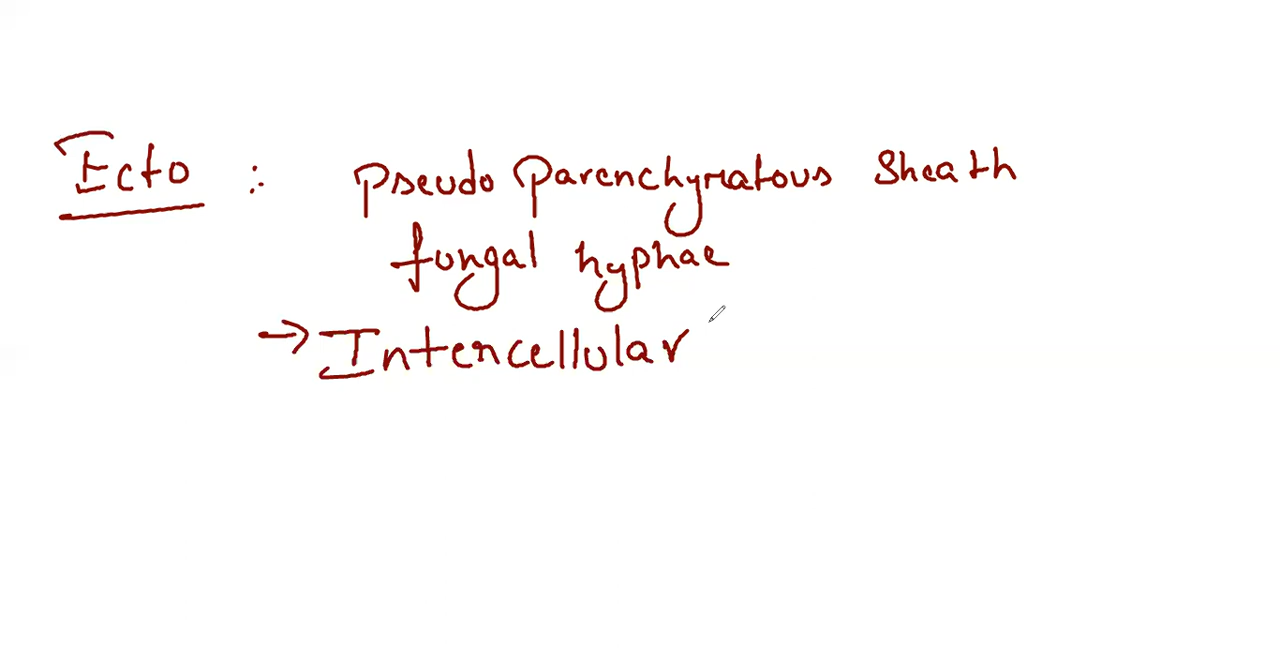 Ecto : Pseudo Parenchymatous Sheath
fungal hyphae
→ Intercellular